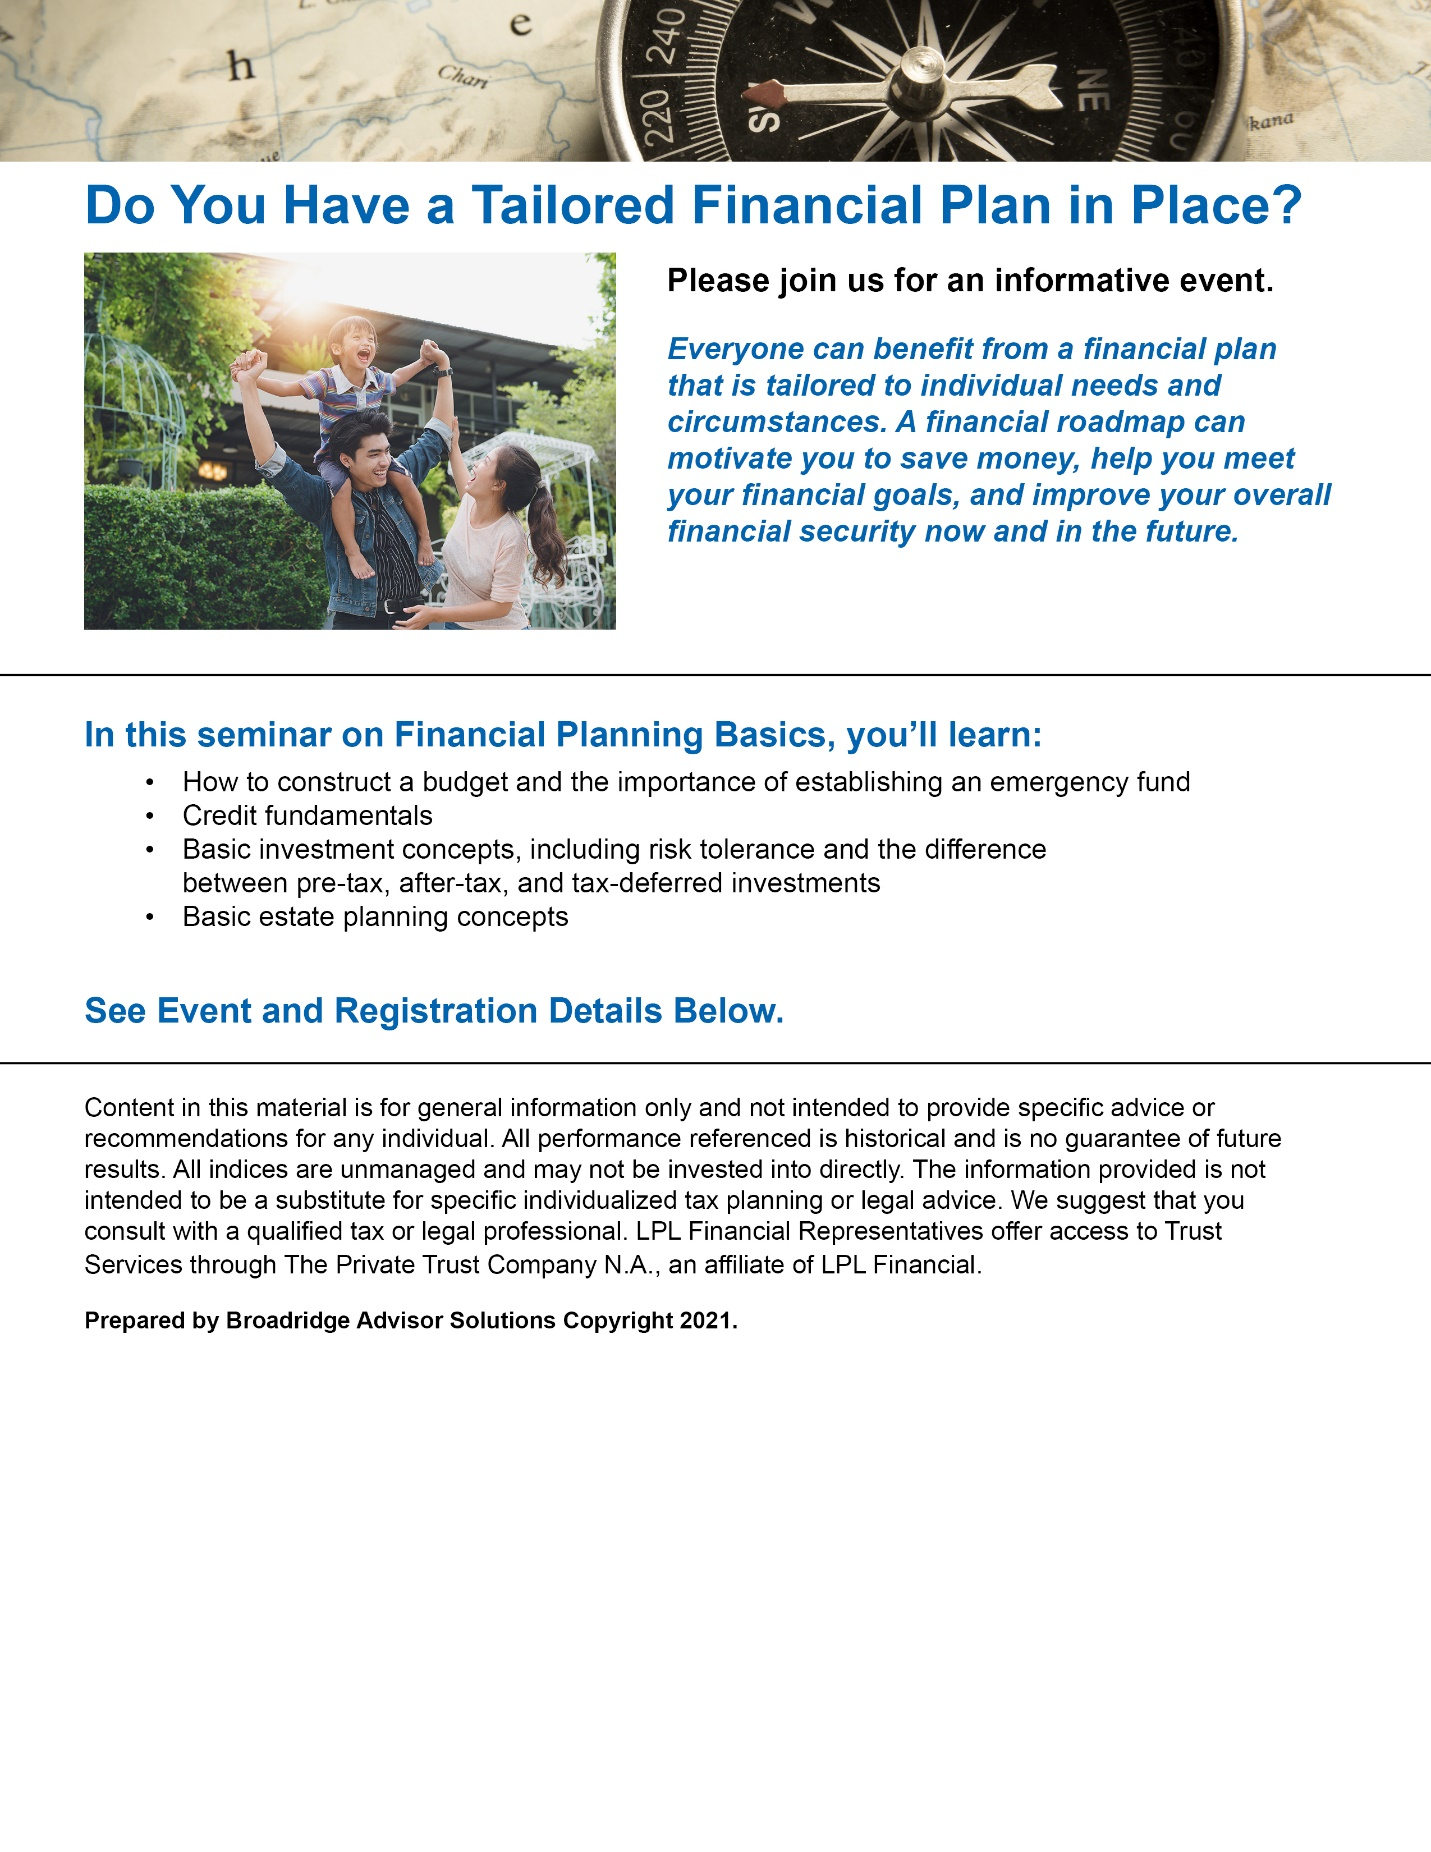 h
e
Chari
220
240
W
SW
NE
60
kana
Do You Have a Tailored Financial Plan in Place?
Please join us for an informative event.
Everyone can benefit from a financial plan
that is tailored to individual needs and
circumstances. A financial roadmap can
motivate you to save money, help you meet
your financial goals, and improve your overall
financial security now and in the future.
In this seminar on Financial Planning Basics, you’ll learn:
• How to construct a budget and the importance of establishing an emergency fund
• Credit fundamentals
• Basic investment concepts, including risk tolerance and the difference
between pre-tax, after-tax, and tax-deferred investments
• Basic estate planning concepts
See Event and Registration Details Below.
Content in this material is for general information only and not intended to provide specific advice or
recommendations for any individual. All performance referenced is historical and is no guarantee of future
results. All indices are unmanaged and may not be invested into directly. The information provided is not
intended to be a substitute for specific individualized tax planning or legal advice. We suggest that you
consult with a qualified tax or legal professional. LPL Financial Representatives offer access to Trust
Services through The Private Trust Company N.A., an affiliate of LPL Financial.
Prepared by Broadridge Advisor Solutions Copyright 2021.